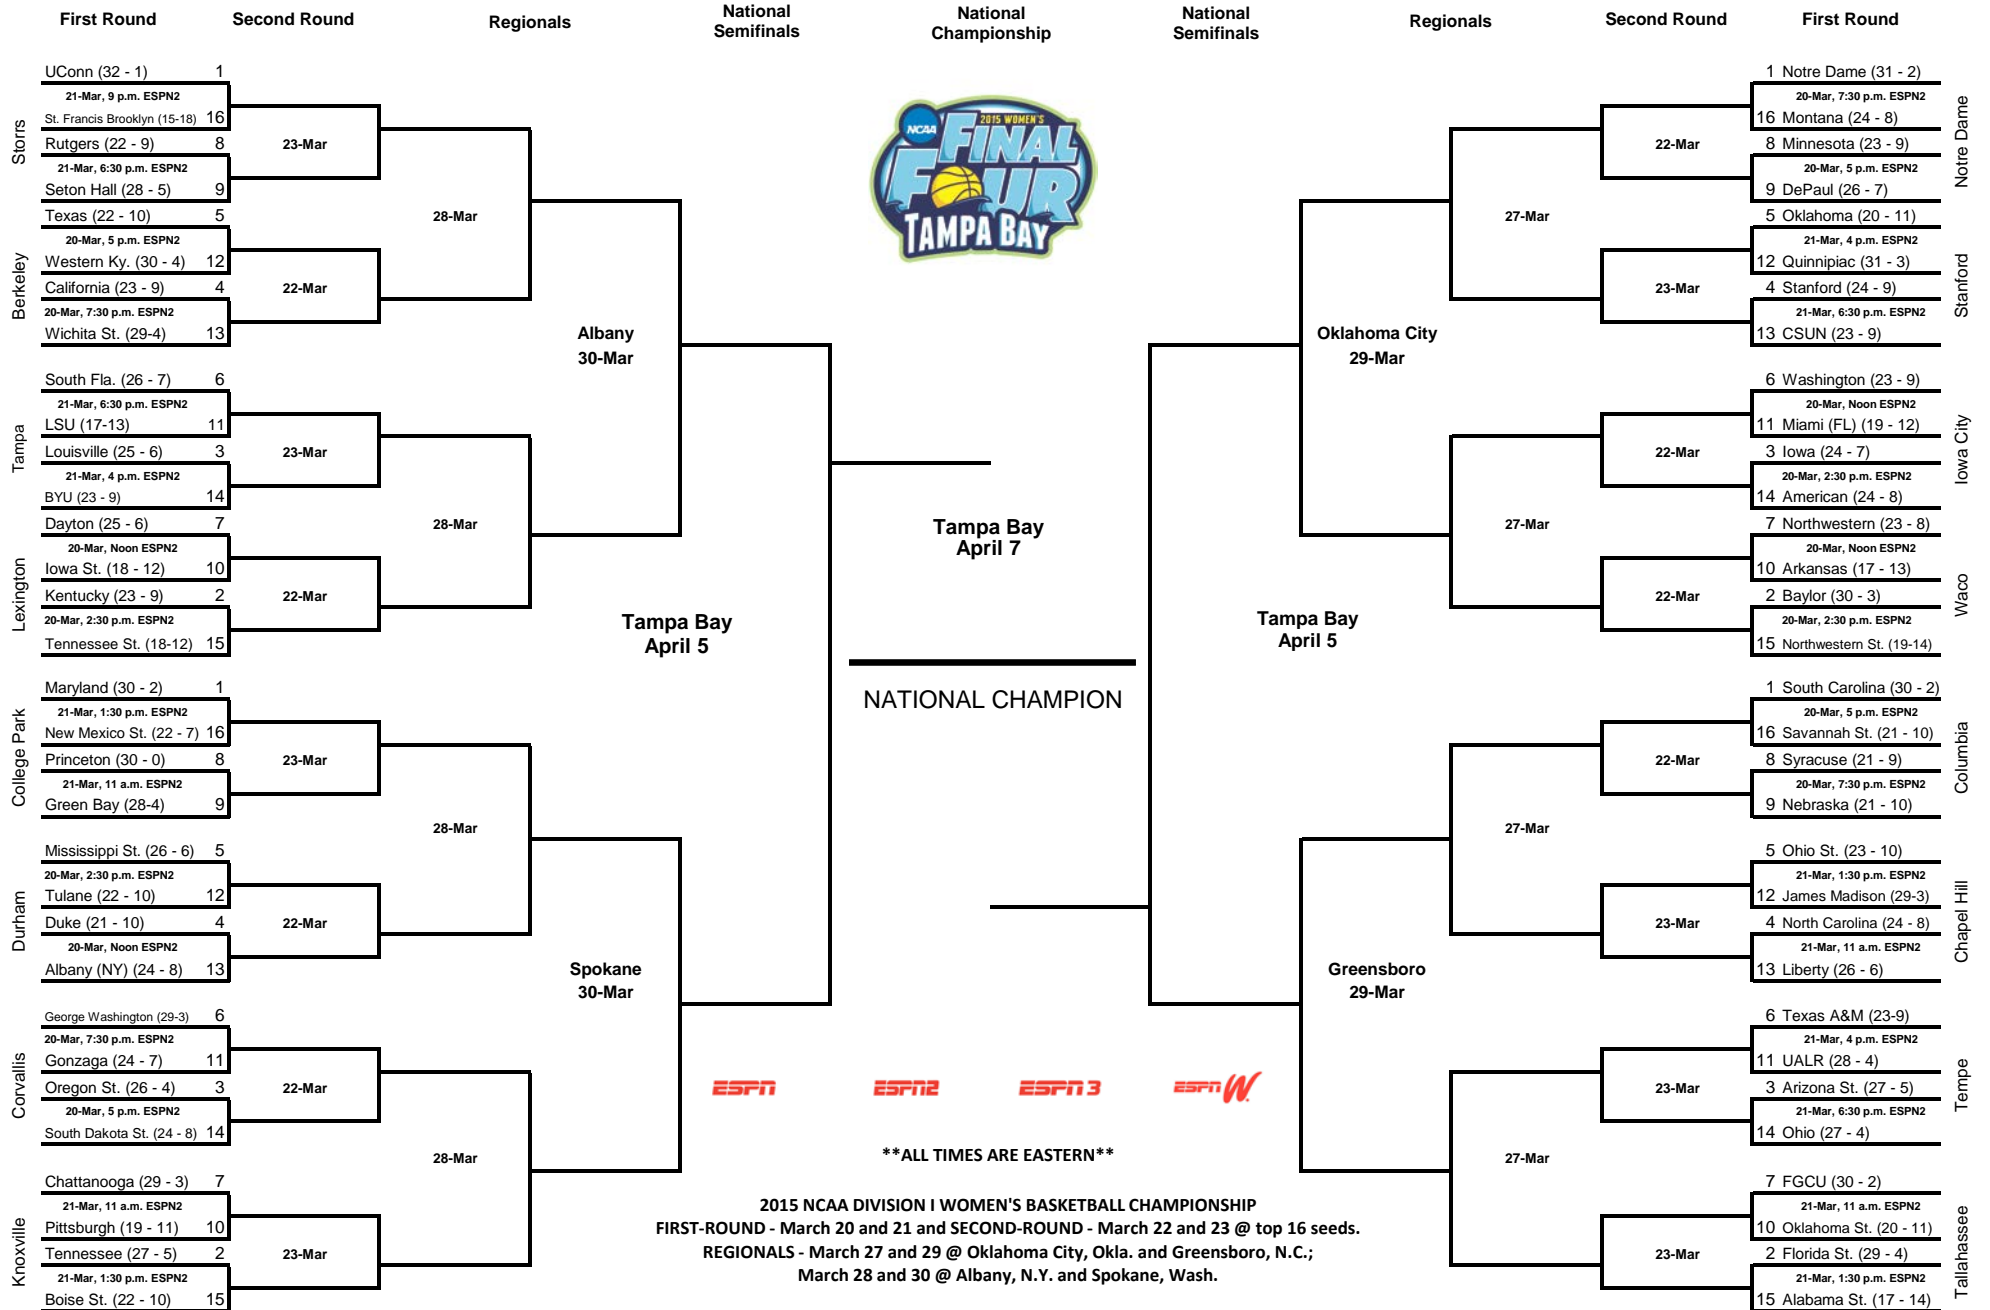 First Round
Second Round
Regionals
National
Semifinals
National
Championship
National
Semifinals
Regionals
Second Round
First Round
Storrs
UConn (32 - 1) 1
21-Mar, 9 p.m. ESPN2
St. Francis Brooklyn (15-18) 16
23-Mar
Rutgers (22 - 9) 8
21-Mar, 6:30 p.m. ESPN2
Seton Hall (28 - 5) 9
28-Mar
Berkeley
Texas (22 - 10) 5
20-Mar, 5 p.m. ESPN2
Western Ky. (30 - 4) 12
22-Mar
California (23 - 9) 4
20-Mar, 7:30 p.m. ESPN2
Wichita St. (29-4) 13
Albany
30-Mar
Tampa
South Fla. (26 - 7) 6
21-Mar, 6:30 p.m. ESPN2
LSU (17-13) 11
23-Mar
Louisville (25 - 6) 3
21-Mar, 4 p.m. ESPN2
BYU (23 - 9) 14
28-Mar
Lexington
Dayton (25 - 6) 7
20-Mar, Noon ESPN2
Iowa St. (18 - 12) 10
22-Mar
Kentucky (23 - 9) 2
20-Mar, 2:30 p.m. ESPN2
Tennessee St. (18-12) 15
Tampa Bay
April 5
College Park
Maryland (30 - 2) 1
21-Mar, 1:30 p.m. ESPN2
New Mexico St. (22 - 7) 16
23-Mar
Princeton (30 - 0) 8
21-Mar, 11 a.m. ESPN2
Green Bay (28-4) 9
28-Mar
Durham
Mississippi St. (26 - 6) 5
20-Mar, 2:30 p.m. ESPN2
Tulane (22 - 10) 12
22-Mar
Duke (21 - 10) 4
20-Mar, Noon ESPN2
Albany (NY) (24 - 8) 13
Spokane
30-Mar
Corvallis
George Washington (29-3) 6
20-Mar, 7:30 p.m. ESPN2
Gonzaga (24 - 7) 11
22-Mar
Oregon St. (26 - 4) 3
20-Mar, 5 p.m. ESPN2
South Dakota St. (24 - 8) 14
28-Mar
Knoxville
Chattanooga (29 - 3) 7
21-Mar, 11 a.m. ESPN2
Pittsburgh (19 - 11) 10
23-Mar
Tennessee (27 - 5) 2
21-Mar, 1:30 p.m. ESPN2
Boise St. (22 - 10) 15
NCAA
2015 WOMEN'S
FINAL
FOUR
TAMPA BAY
Tampa Bay
April 7
NATIONAL CHAMPION
ESPN
ESPN2
ESPN3
ESPN W
**ALL TIMES ARE EASTERN**
2015 NCAA DIVISION I WOMEN'S BASKETBALL CHAMPIONSHIP
FIRST-ROUND - March 20 and 21 and SECOND-ROUND - March 22 and 23 @ top 16 seeds.
REGIONALS - March 27 and 29 @ Oklahoma City, Okla. and Greensboro, N.C.;
March 28 and 30 @ Albany, N.Y. and Spokane, Wash.
1 Notre Dame (31 - 2)
20-Mar, 7:30 p.m. ESPN2
16 Montana (24 - 8)
22-Mar
8 Minnesota (23 - 9)
20-Mar, 5 p.m. ESPN2
9 DePaul (26 - 7)
Notre Dame
27-Mar
5 Oklahoma (20 - 11)
21-Mar, 4 p.m. ESPN2
12 Quinnipiac (31 - 3)
23-Mar
4 Stanford (24 - 9)
21-Mar, 6:30 p.m. ESPN2
13 CSUN (23 - 9)
Stanford
Oklahoma City
29-Mar
6 Washington (23 - 9)
20-Mar, Noon ESPN2
11 Miami (FL) (19 - 12)
22-Mar
3 Iowa (24 - 7)
20-Mar, 2:30 p.m. ESPN2
14 American (24 - 8)
Iowa City
27-Mar
7 Northwestern (23 - 8)
20-Mar, Noon ESPN2
10 Arkansas (17 - 13)
22-Mar
2 Baylor (30 - 3)
20-Mar, 2:30 p.m. ESPN2
15 Northwestern St. (19-14)
Waco
Tampa Bay
April 5
1 South Carolina (30 - 2)
20-Mar, 5 p.m. ESPN2
16 Savannah St. (21 - 10)
22-Mar
8 Syracuse (21 - 9)
20-Mar, 7:30 p.m. ESPN2
9 Nebraska (21 - 10)
Columbia
27-Mar
5 Ohio St. (23 - 10)
21-Mar, 1:30 p.m. ESPN2
12 James Madison (29-3)
23-Mar
4 North Carolina (24 - 8)
21-Mar, 11 a.m. ESPN2
13 Liberty (26 - 6)
Chapel Hill
Greensboro
29-Mar
6 Texas A&M (23-9)
21-Mar, 4 p.m. ESPN2
11 UALR (28 - 4)
23-Mar
3 Arizona St. (27 - 5)
21-Mar, 6:30 p.m. ESPN2
14 Ohio (27 - 4)
Tempe
27-Mar
7 FGCU (30 - 2)
21-Mar, 11 a.m. ESPN2
10 Oklahoma St. (20 - 11)
23-Mar
2 Florida St. (29 - 4)
21-Mar, 1:30 p.m. ESPN2
15 Alabama St. (17 - 14)
Tallahassee